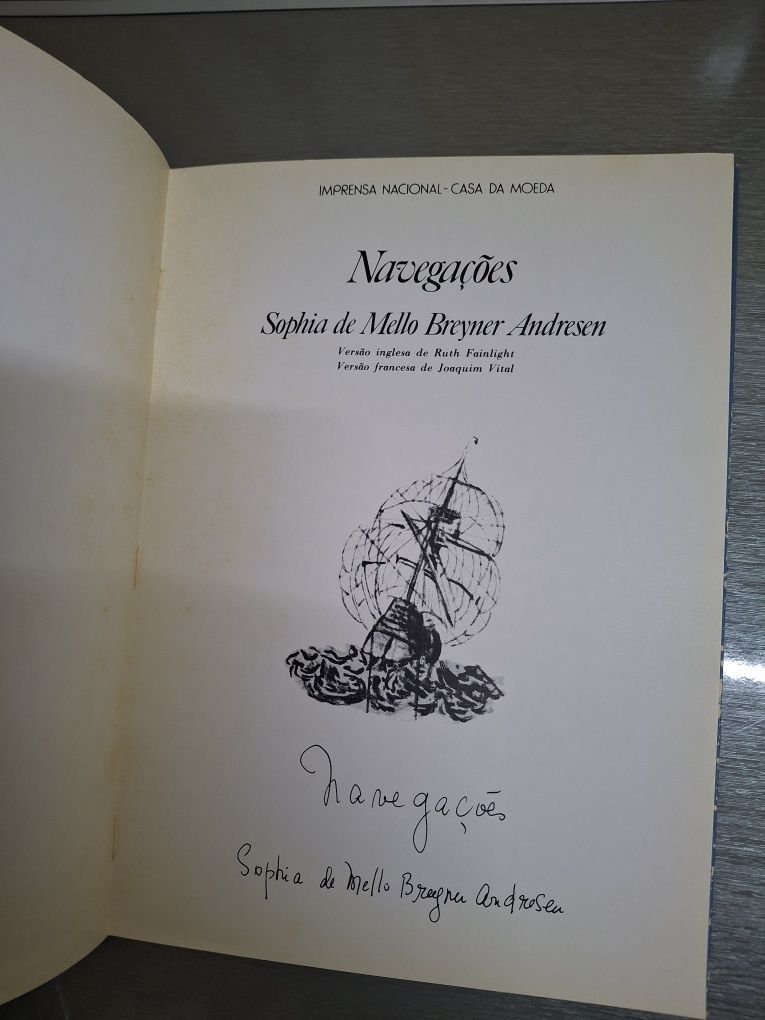 IMPRENSA NACIONAL - CASA DA MOEDA
Navegações
Sophia de Mello Breyner Andresen
Versão inglesa de Ruth Fainlight
Versão francesa de Joaquim Vital
Navegações
Sophia de Mello Breyner Andresen